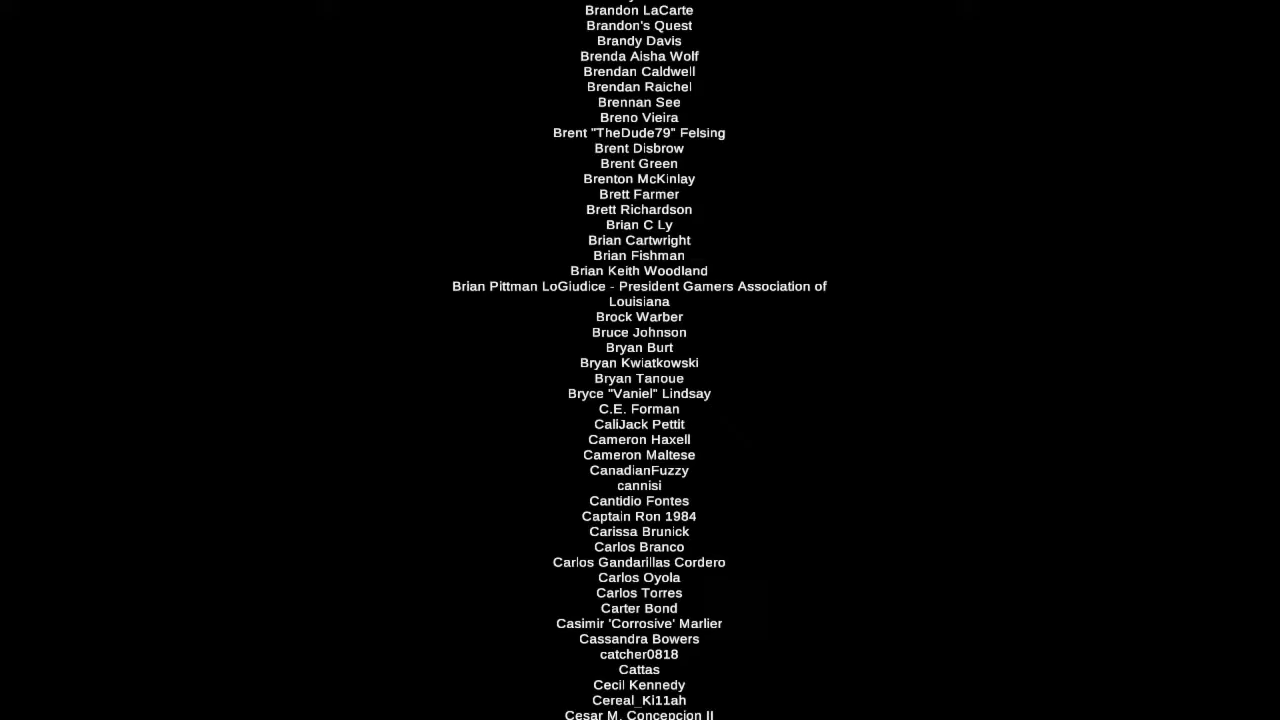 Brandon LaCarte
Brandon's Quest
Brandy Davis
Brenda Aisha Wolf
Brendan Caldwell
Brendan Raichel
Brennan See
Breno Vieira
Brent "TheDude79" Felsing
Brent Disbrow
Brent Green
Brenton McKinlay
Brett Farmer
Brett Richardson
Brian C Ly
Brian Cartwright
Brian Fishman
Brian Keith Woodland
Brian Pittman LoGiudice - President Gamers Association of
Louisiana
Brock Warber
Bruce Johnson
Bryan Burt
Bryan Kwiatkowski
Bryan Tanoue
Bryce "Vaniel" Lindsay
C.E. Forman
CaliJack Pettit
Cameron Haxell
Cameron Maltese
CanadianFuzzy
cannisi
Cantidio Fontes
Captain Ron 1984
Carissa Brunick
Carlos Branco
Carlos Gandarillas Cordero
Carlos Oyola
Carlos Torres
Carter Bond
Casimir 'Corrosive' Marlier
Cassandra Bowers
catcher0818
Cattas
Cecil Kennedy
Cereal_Ki11ah
Cesar M. Concepcion II